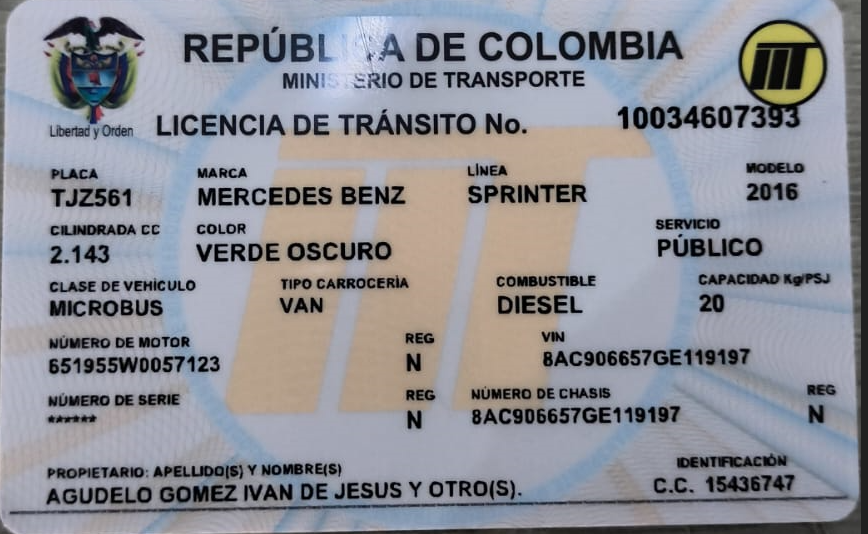 REPÚBLICA DE COLOMBIA
MINISTERIO DE TRANSPORTE
Libertad y Orden
LICENCIA DE TRÁNSITO No. 10034607393
PLACA MARCA LÍNEA MODELO
TJZ561 MERCEDES BENZ SPRINTER 2016
CILINDRADA CC COLOR SERVICIO
2.143 VERDE OSCURO PÚBLICO
CLASE DE VEHÍCULO TIPO CARROCERÌA COMBUSTIBLE CAPACIDAD Kg/PSJ
MICROBUS VAN DIESEL 20
NÚMERO DE MOTOR REG VIN
651955W0057123 N 8AC906657GE119197
NÚMERO DE SERIE REG NÚMERO DE CHASIS REG
****** N 8AC906657GE119197 N
PROPIETARIO: APELLIDO(S) Y NOMBRE(S) IDENTIFICACIÓN
AGUDELO GOMEZ IVAN DE JESUS Y OTRO(S). C.C. 15436747